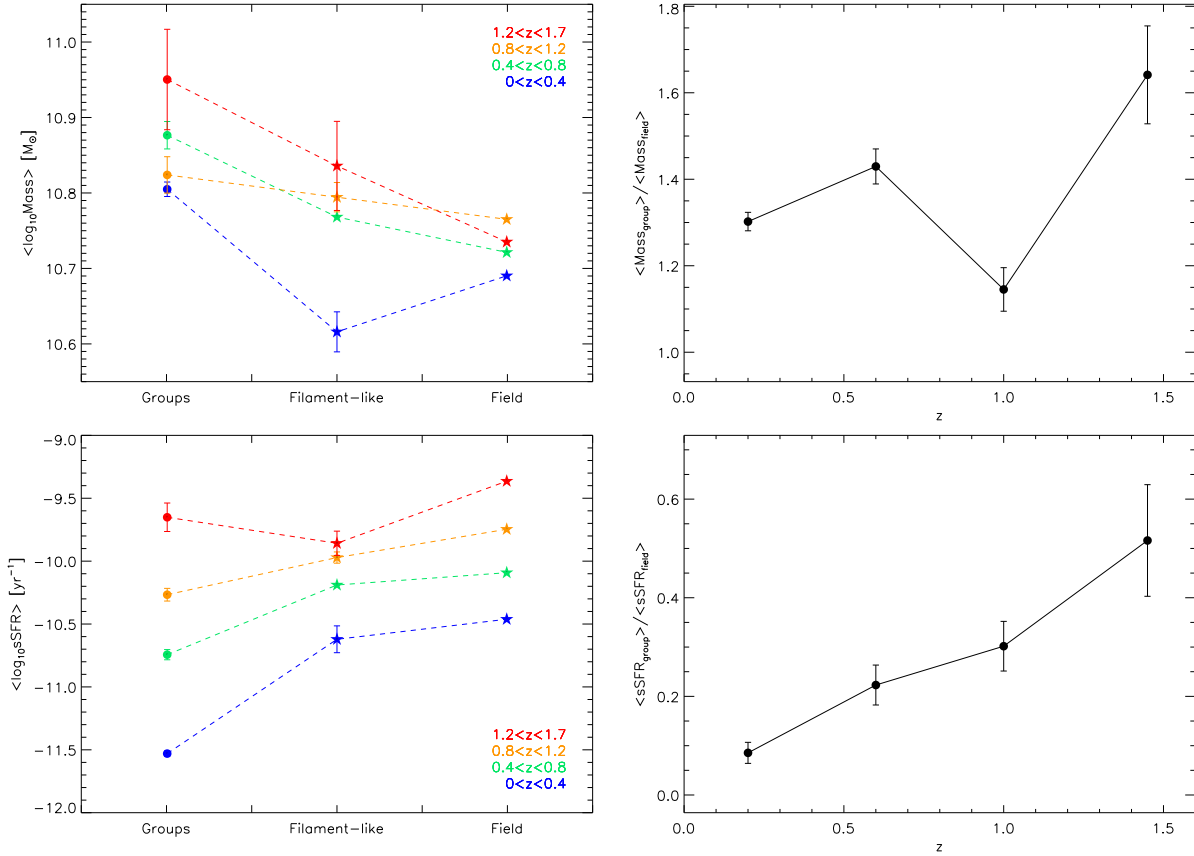 <log₁₀Mass> [M⊙]
11.0
10.9
10.8
10.7
10.6
1.2<z<1.7
0.8<z<1.2
0.4<z<0.8
0<z<0.4
Groups Filament-like Field
<Mass_group>/<Mass_field>
1.8
1.6
1.4
1.2
1.0
0.0 0.5 1.0 1.5
z
<log₁₀sSFR> [yr⁻¹]
-9.0
-9.5
-10.0
-10.5
-11.0
-11.5
-12.0
1.2<z<1.7
0.8<z<1.2
0.4<z<0.8
0<z<0.4
Groups Filament-like Field
<sSFR_group>/<sSFR_field>
0.6
0.4
0.2
0.0
0.0 0.5 1.0 1.5
z